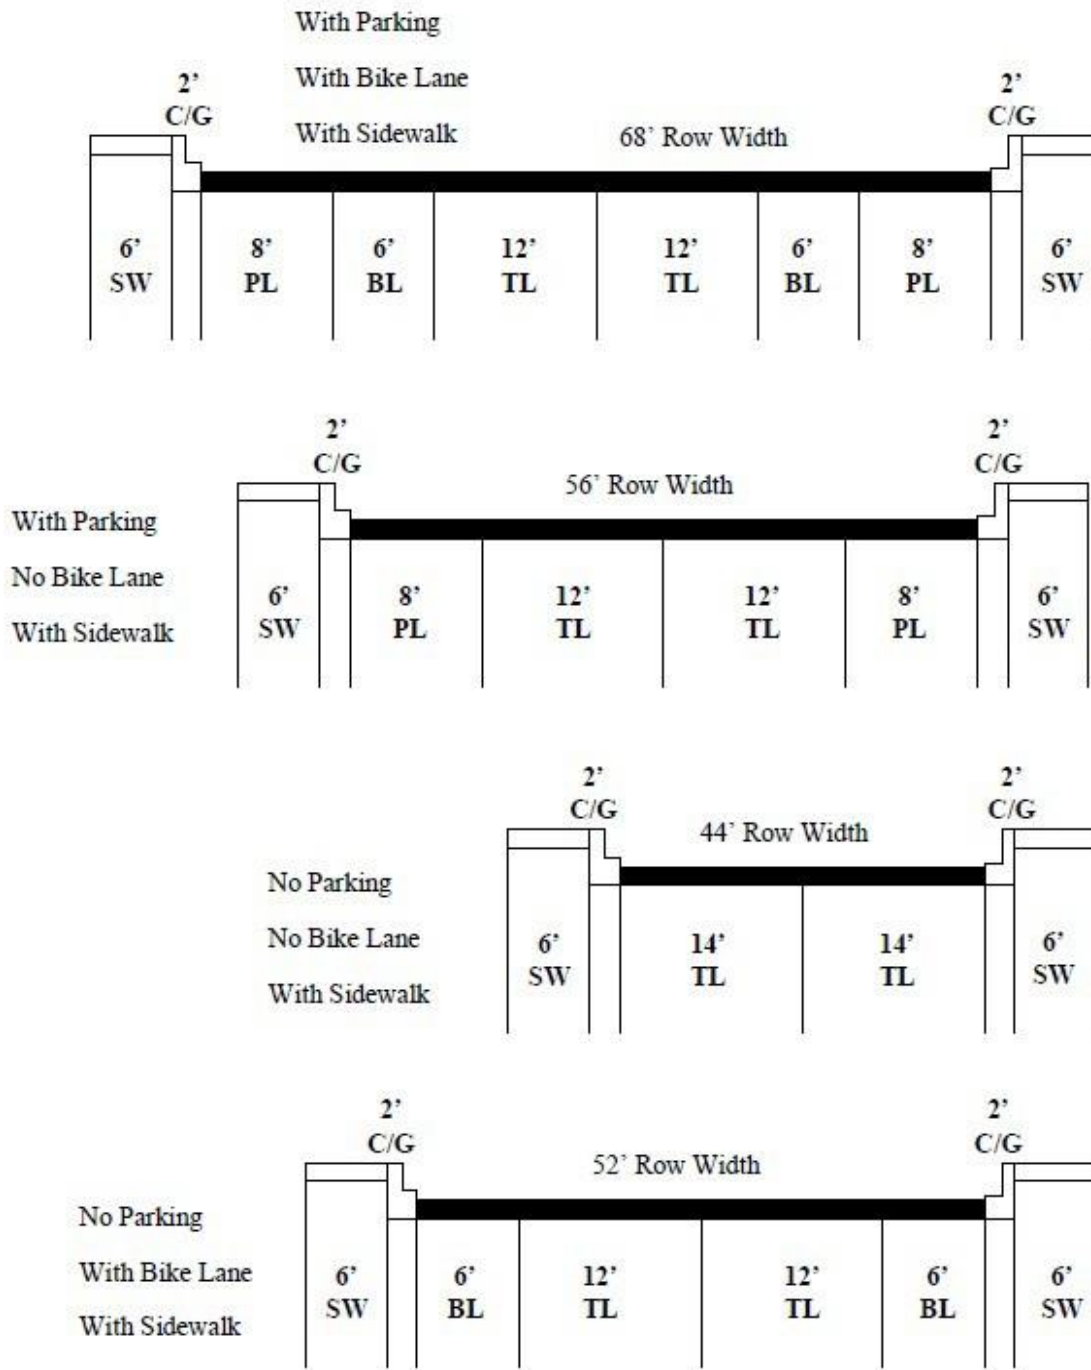 With Parking
With Bike Lane
With Sidewalk
2’
C/G
2’
C/G
68’ Row Width
6’
SW
8’
PL
6’
BL
12’
TL
12’
TL
6’
BL
8’
PL
6’
SW
2’
C/G
2’
C/G
56’ Row Width
With Parking
No Bike Lane
With Sidewalk
6’
SW
8’
PL
12’
TL
12’
TL
8’
PL
6’
SW
2’
C/G
2’
C/G
44’ Row Width
No Parking
No Bike Lane
With Sidewalk
6’
SW
14’
TL
14’
TL
6’
SW
2’
C/G
2’
C/G
52’ Row Width
No Parking
With Bike Lane
With Sidewalk
6’
SW
6’
BL
12’
TL
12’
TL
6’
BL
6’
SW